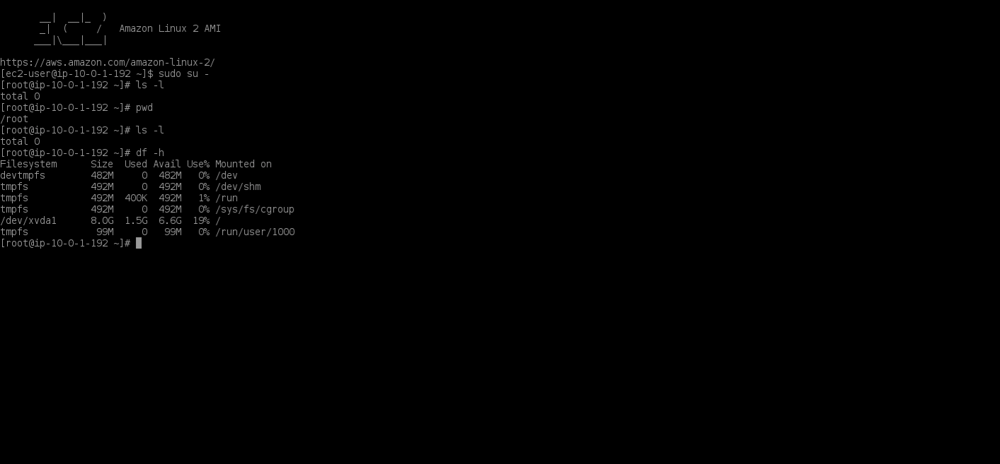 __|  __|_  )
       _|  (     /   Amazon Linux 2 AMI
      ___|\___|___|
https://aws.amazon.com/amazon-linux-2/
[ec2-user@ip-10-0-1-192 ~]$ sudo su -
[root@ip-10-0-1-192 ~]# ls -l
total 0
[root@ip-10-0-1-192 ~]# pwd
/root
[root@ip-10-0-1-192 ~]# ls -l
total 0
[root@ip-10-0-1-192 ~]# df -h
Filesystem      Size  Used Avail Use% Mounted on
devtmpfs        482M     0  482M   0% /dev
tmpfs           492M     0  492M   0% /dev/shm
tmpfs           492M  400K  492M   1% /run
tmpfs           492M     0  492M   0% /sys/fs/cgroup
/dev/xvda1      8.0G  1.5G  6.6G  19% /
tmpfs            99M     0   99M   0% /run/user/1000
[root@ip-10-0-1-192 ~]#